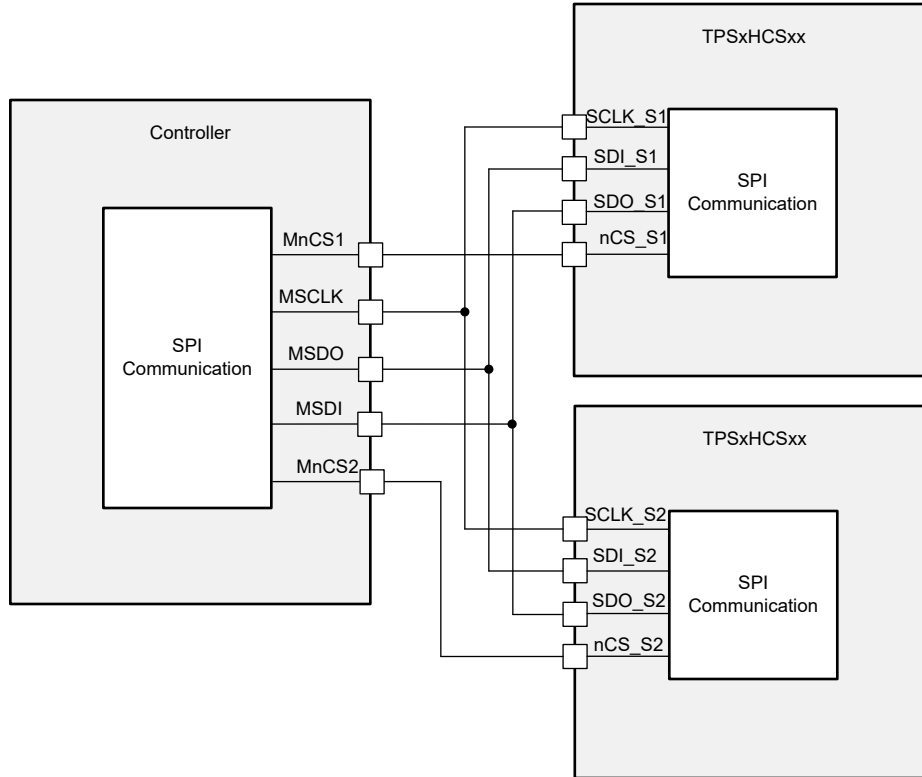 Controller
SPI
Communication
MnCS1
MSCLK
MSDO
MSDI
MnCS2
TPSxHCSxx
SCLK_S1
SDI_S1
SDO_S1
nCS_S1
SPI
Communication
TPSxHCSxx
SCLK_S2
SDI_S2
SDO_S2
nCS_S2
SPI
Communication